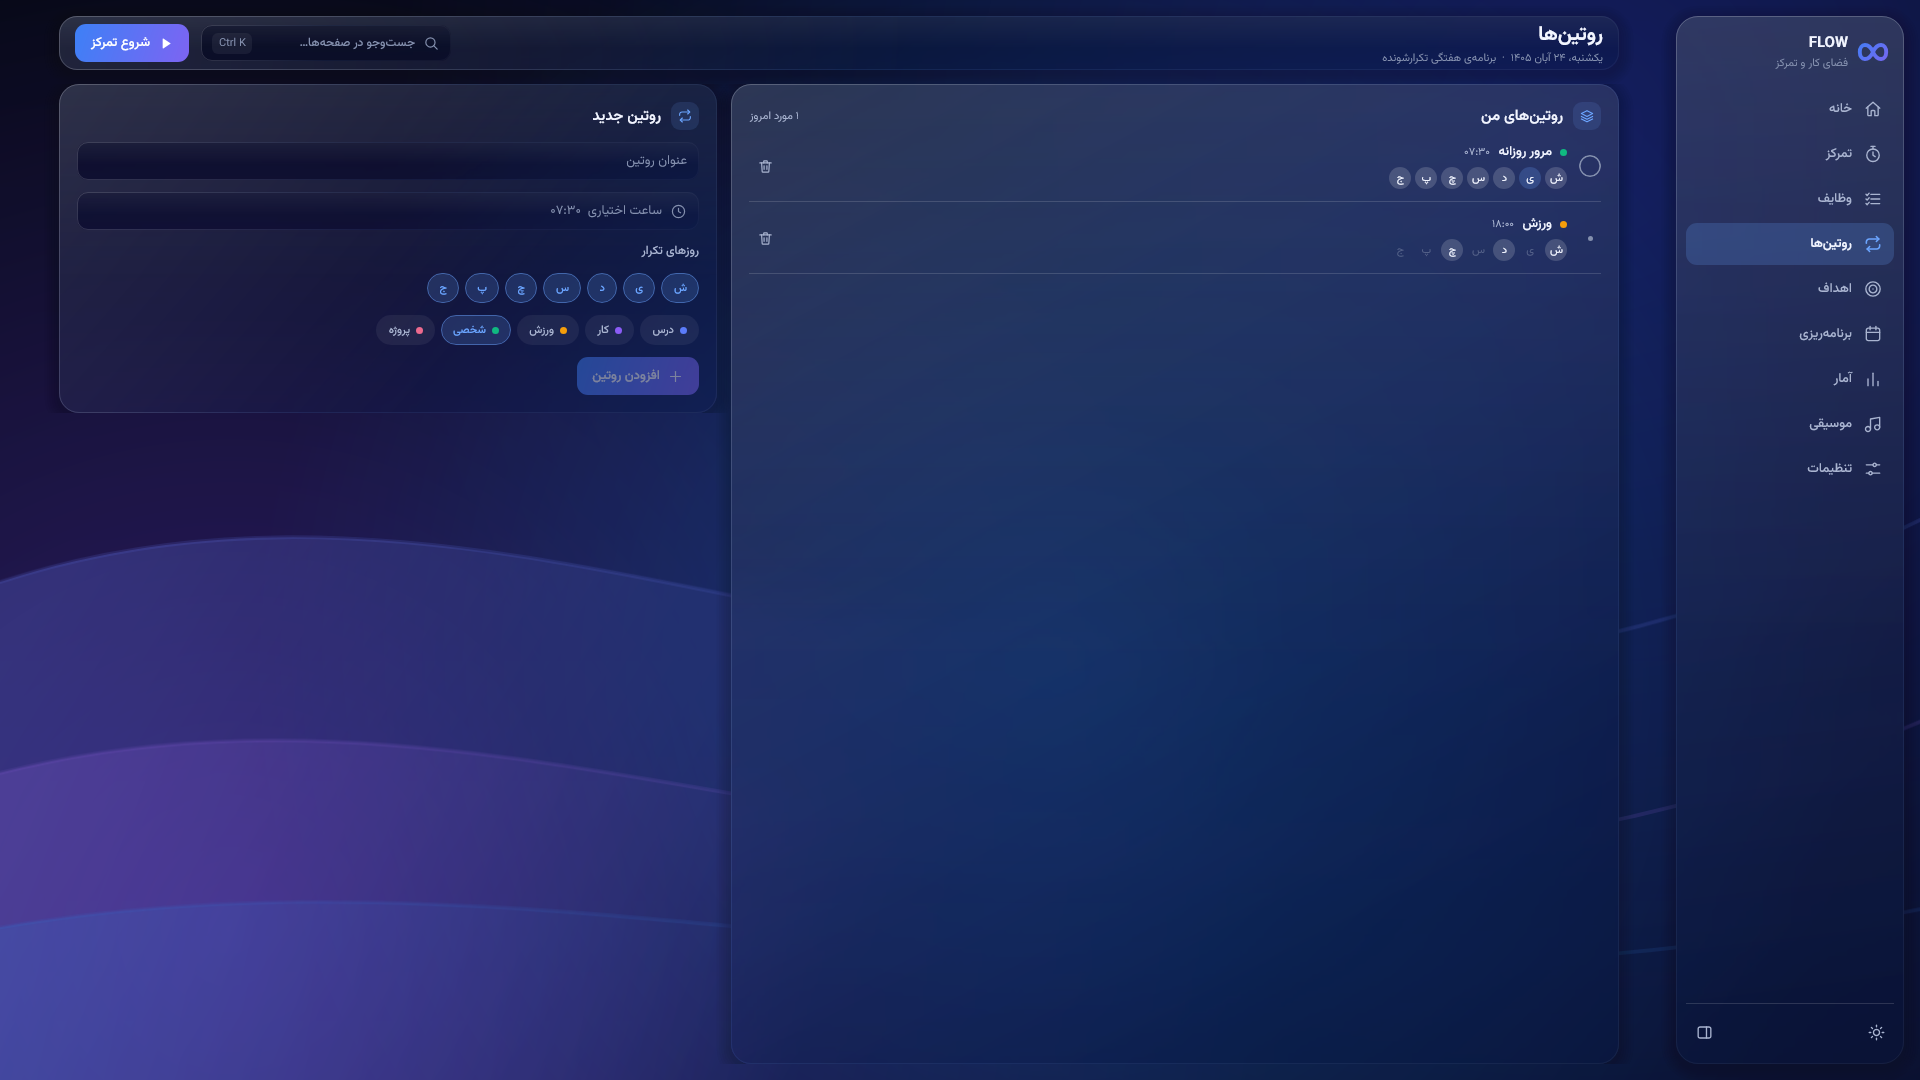 FLOW
فضای کار و تمرکز
خانه
تمرکز
وظایف
روتین‌ها
اهداف
برنامه‌ریزی
آمار
موسیقی
تنظیمات
روتین‌ها
یکشنبه، ۲۴ آبان ۱۴۰۵ · برنامه‌ی هفتگی تکرارشونده
جست‌وجو در صفحه‌ها... Ctrl K
شروع تمرکز
روتین‌های من
۱ مورد امروز
مرور روزانه ۰۷:۳۰
ش ی د س چ پ ج
ورزش ۱۸:۰۰
ش ی د س چ پ ج
روتین جدید
عنوان روتین
ساعت اختیاری ۰۷:۳۰
روزهای تکرار
ش ی د س چ پ ج
درس کار ورزش شخصی پروژه
افزودن روتین